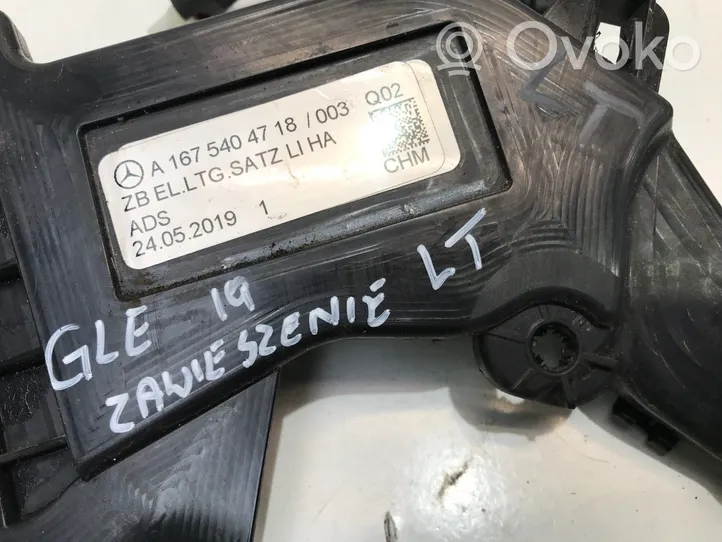 Ovoko
LT
A 167 540 47 18 / 003 Q02
ZB EL.LTG.SATZ LI HA
ADS CHM
24.05.2019 1
GLE 19
ZAWIESZENIE LT